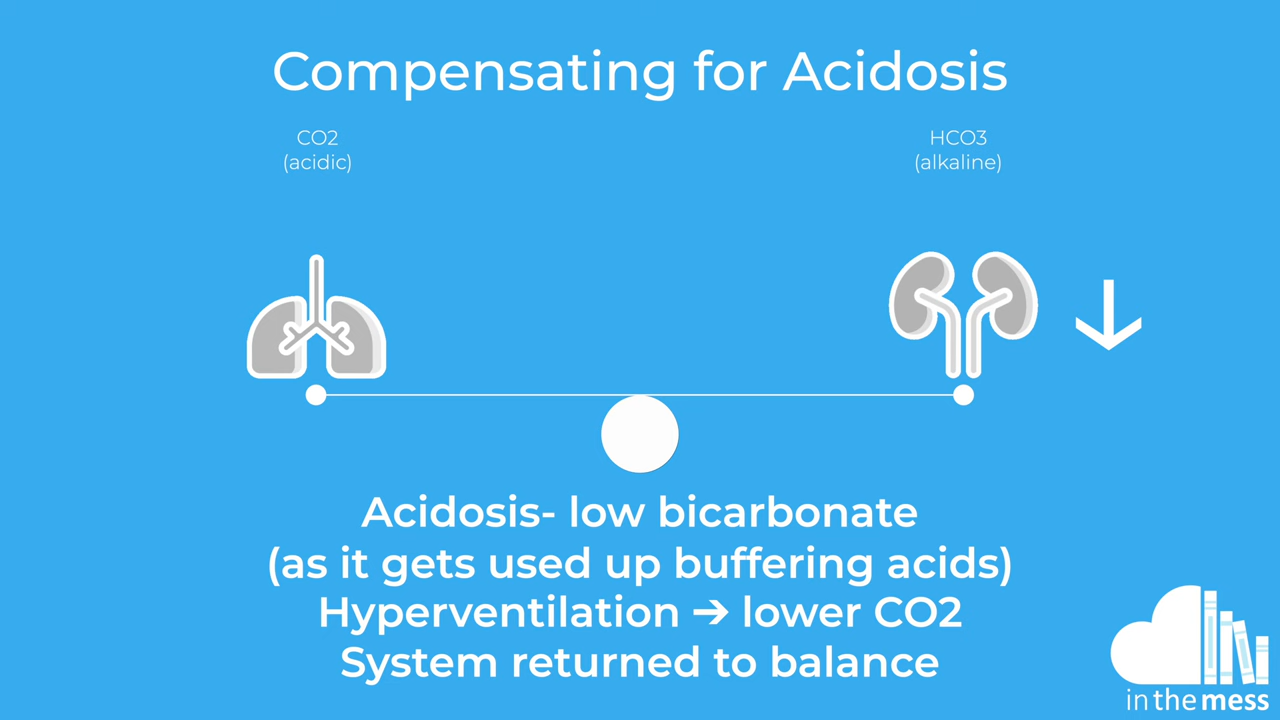 Compensating for Acidosis
CO2
(acidic)
HCO3
(alkaline)
Acidosis- low bicarbonate
(as it gets used up buffering acids)
Hyperventilation ➔ lower CO2
System returned to balance
in the mess